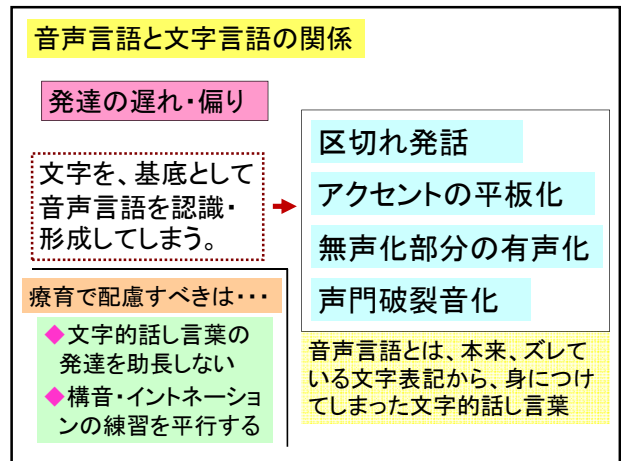 音声言語と文字言語の関係
発達の遅れ・偏り
文字を、基底として
音声言語を認識・
形成してしまう。
区切れ発話
アクセントの平板化
無声化部分の有声化
声門破裂音化
療育で配慮すべきは・・・
◆文字的話し言葉の
発達を助長しない
◆構音・イントネーショ
ンの練習を平行する
音声言語とは、本来、ズレて
いる文字表記から、身につけ
てしまった文字的話し言葉